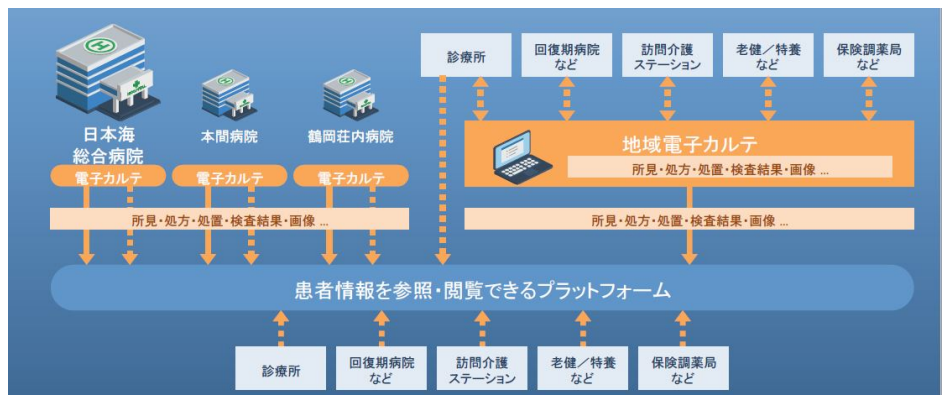 日本海
総合病院
本間病院
鶴岡荘内病院
電子カルテ
電子カルテ
電子カルテ
所見・処方・処置・検査結果・画像 ...
診療所
回復期病院
など
訪問介護
ステーション
老健／特養
など
保険調薬局
など
地域電子カルテ
所見・処方・処置・検査結果・画像 ...
所見・処方・処置・検査結果・画像 ...
患者情報を参照・閲覧できるプラットフォーム
診療所
回復期病院
など
訪問介護
ステーション
老健／特養
など
保険調薬局
など